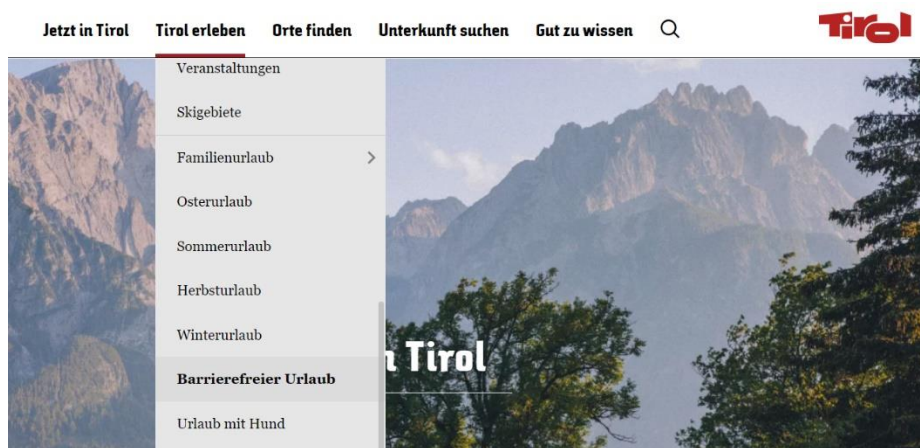 Jetzt in Tirol Tirol erleben Orte finden Unterkunft suchen Gut zu wissen Tirol
Veranstaltungen
Skigebiete
Familienurlaub
Osterurlaub
Sommerurlaub
Herbsturlaub
Winterurlaub
Tirol
Barrierefreier Urlaub
Urlaub mit Hund